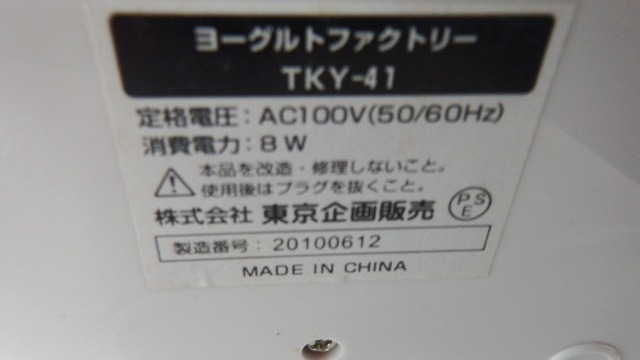 ヨーグルトファクトリー
TKY-41
定格電圧：AC100V(50/60Hz)
消費電力：8W
本品を改造・修理しないこと。
使用後はプラグを抜くこと。
株式会社 東京企画販売 PSE
製造番号：20100612
MADE IN CHINA